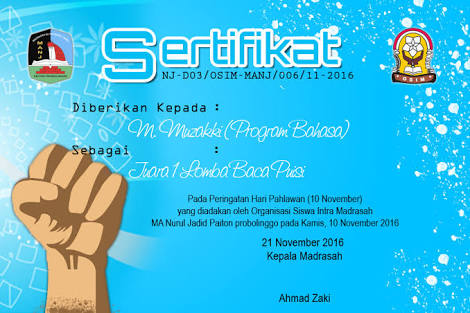 MANJ
Sertifikat
OSIM
NJ-D03/OSIM-MANJ/006/11-2016
Diberikan Kepada :
M. Muzakki (Program Bahasa)
Sebagai :
Juara 1 Lomba Baca Puisi
Pada Peringatan Hari Pahlawan (10 November)
yang diadakan oleh Organisasi Siswa Intra Madrasah
MA Nurul Jadid Paiton probolinggo pada Kamis, 10 November 2016
21 November 2016
Kepala Madrasah
Ahmad Zaki